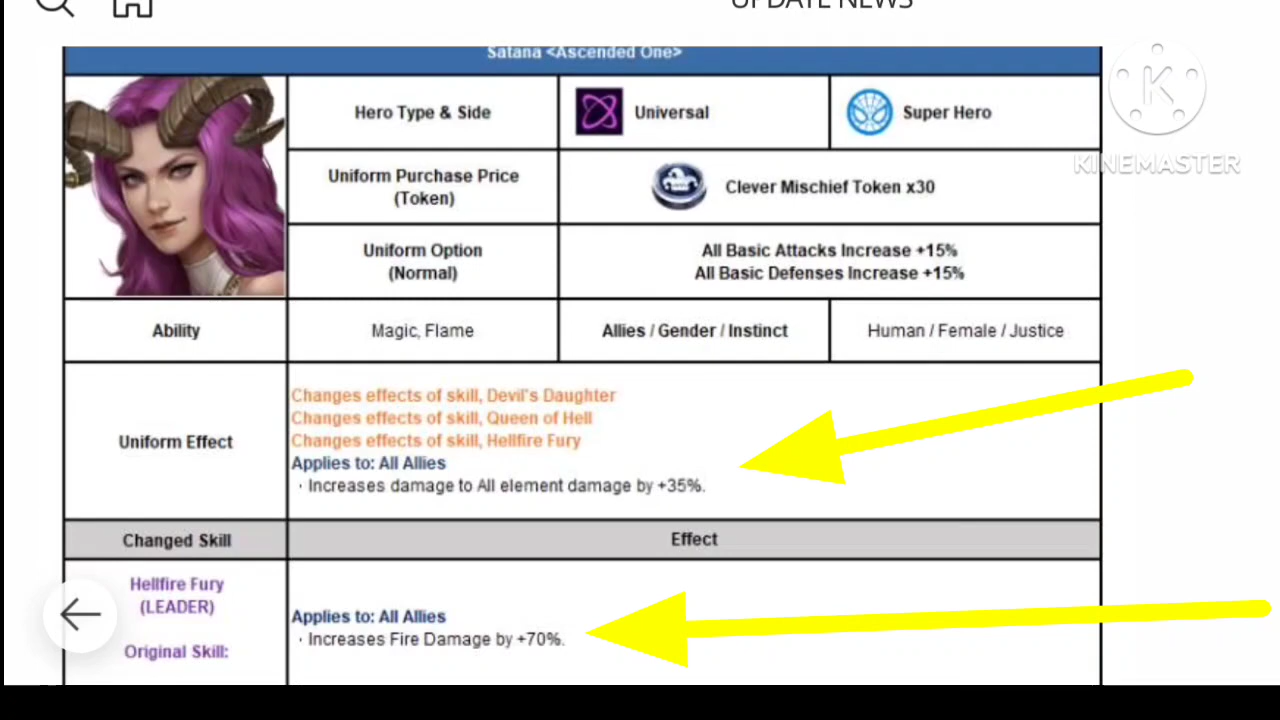 UPDATE NEWS
Satana <Ascended One>
K
KINEMASTER
Hero Type & Side
Universal
Super Hero
Uniform Purchase Price
(Token)
Clever Mischief Token x30
Uniform Option
(Normal)
All Basic Attacks Increase +15%
All Basic Defenses Increase +15%
Ability
Magic, Flame
Allies / Gender / Instinct
Human / Female / Justice
Uniform Effect
Changes effects of skill, Devil's Daughter
Changes effects of skill, Queen of Hell
Changes effects of skill, Hellfire Fury
Applies to: All Allies
· Increases damage to All element damage by +35%.
Changed Skill
Effect
Hellfire Fury
(LEADER)
Original Skill:
Applies to: All Allies
· Increases Fire Damage by +70%.